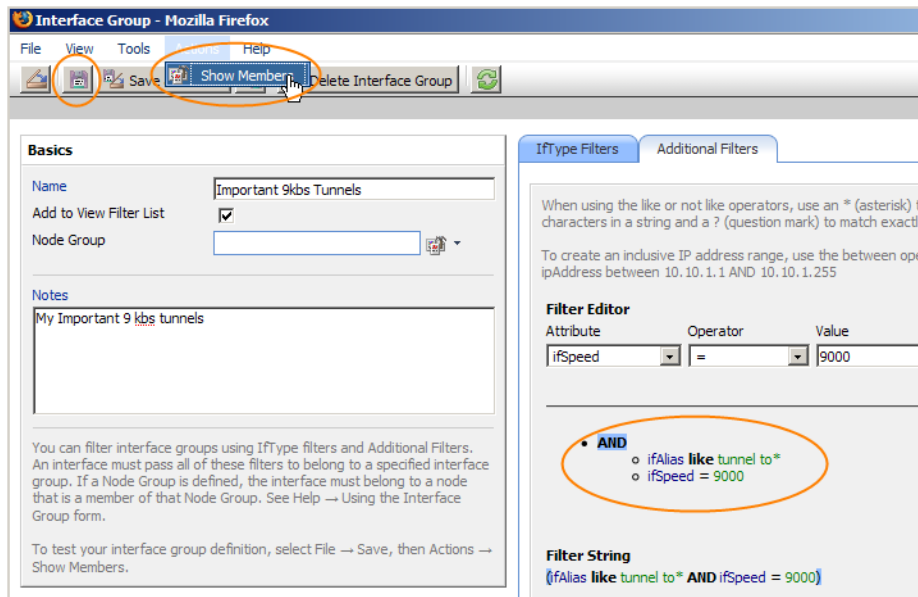 Interface Group - Mozilla Firefox
File View Tools Actions Help
Save
Show Members
Delete Interface Group
Basics
Name
Important 9kbs Tunnels
Add to View Filter List
Node Group
Notes
My Important 9 kbs tunnels
You can filter interface groups using IfType filters and Additional Filters.
An interface must pass all of these filters to belong to a specified interface
group. If a Node Group is defined, the interface must belong to a node
that is a member of that Node Group. See Help → Using the Interface
Group form.
To test your interface group definition, select File → Save, then Actions →
Show Members.
IfType Filters
Additional Filters
When using the like or not like operators, use an * (asterisk)
characters in a string and a ? (question mark) to match exactl
To create an inclusive IP address range, use the between ope
ipAddress between 10.10.1.1 AND 10.10.1.255
Filter Editor
Attribute Operator Value
ifSpeed = 9000
• AND
o ifAlias like tunnel to*
o ifSpeed = 9000
Filter String
(ifAlias like tunnel to* AND ifSpeed = 9000)